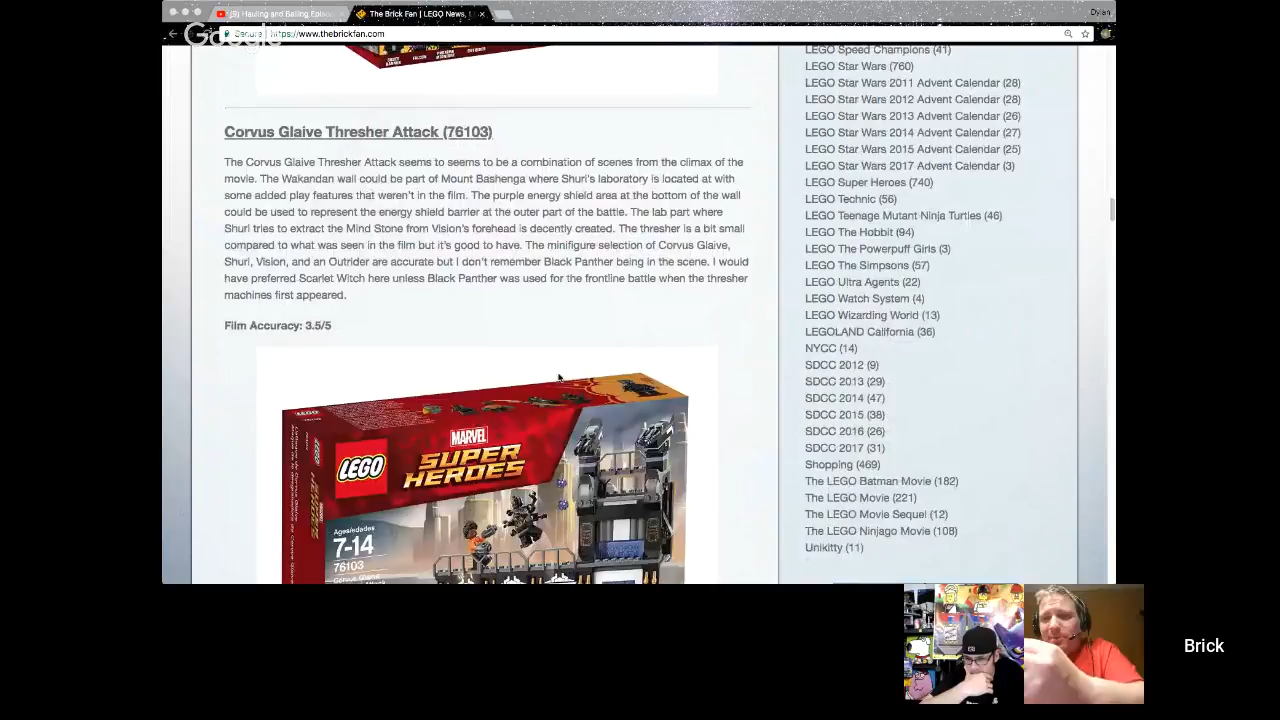 (9) Hauling and Bailing Episo
The Brick Fan | LEGO News,
Dylan
Google
Secure
https://www.thebrickfan.com
Corvus Glaive Thresher Attack (76103)
The Corvus Glaive Thresher Attack seems to seems to be a combination of scenes from the climax of the
movie. The Wakandan wall could be part of Mount Bashenga where Shuri's laboratory is located at with
some added play features that weren't in the film. The purple energy shield area at the bottom of the wall
could be used to represent the energy shield barrier at the outer part of the battle. The lab part where
Shuri tries to extract the Mind Stone from Vision's forehead is decently created. The thresher is a bit small
compared to what was seen in the film but it's good to have. The minifigure selection of Corvus Glaive,
Shuri, Vision, and an Outrider are accurate but I don't remember Black Panther being in the scene. I would
have preferred Scarlet Witch here unless Black Panther was used for the frontline battle when the thresher
machines first appeared.
Film Accuracy: 3.5/5
LEGO
MARVEL
SUPER
HEROES
LEGO
Ages/edades
7-14
76103
Corvus Glaive
LEGO Speed Champions (41)
LEGO Star Wars (760)
LEGO Star Wars 2011 Advent Calendar (28)
LEGO Star Wars 2012 Advent Calendar (28)
LEGO Star Wars 2013 Advent Calendar (26)
LEGO Star Wars 2014 Advent Calendar (27)
LEGO Star Wars 2015 Advent Calendar (25)
LEGO Star Wars 2017 Advent Calendar (3)
LEGO Super Heroes (740)
LEGO Technic (56)
LEGO Teenage Mutant Ninja Turtles (46)
LEGO The Hobbit (94)
LEGO The Powerpuff Girls (3)
LEGO The Simpsons (57)
LEGO Ultra Agents (22)
LEGO Watch System (4)
LEGO Wizarding World (13)
LEGOLAND California (36)
NYCC (14)
SDCC 2012 (9)
SDCC 2013 (29)
SDCC 2014 (47)
SDCC 2015 (38)
SDCC 2016 (26)
SDCC 2017 (31)
Shopping (469)
The LEGO Batman Movie (182)
The LEGO Movie (221)
The LEGO Movie Sequel (12)
The LEGO Ninjago Movie (108)
Unikitty (11)
Brick